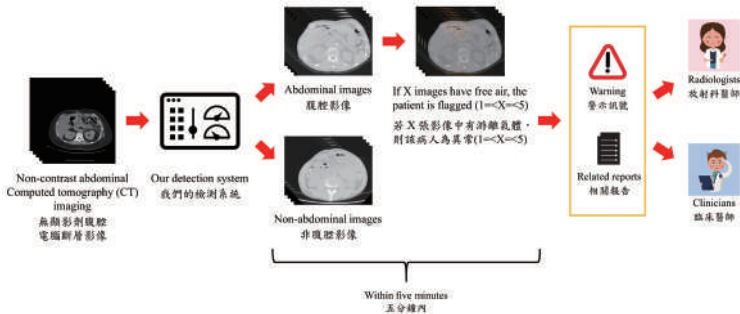 Non-contrast abdominal
Computed tomography (CT)
imaging
無顯影劑腹腔
電腦斷層影像
Our detection system
我們的檢測系統
Abdominal images
腹腔影像
Non-abdominal images
非腹腔影像
If X images have free air, the
patient is flagged (1=<X=<5)
若 X 張影像中有游離氣體，
則該病人為異常(1=<X=<5)
Within five minutes
五分鐘內
Warning
警示訊號
Related reports
相關報告
Radiologists
放射科醫師
Clinicians
臨床醫師